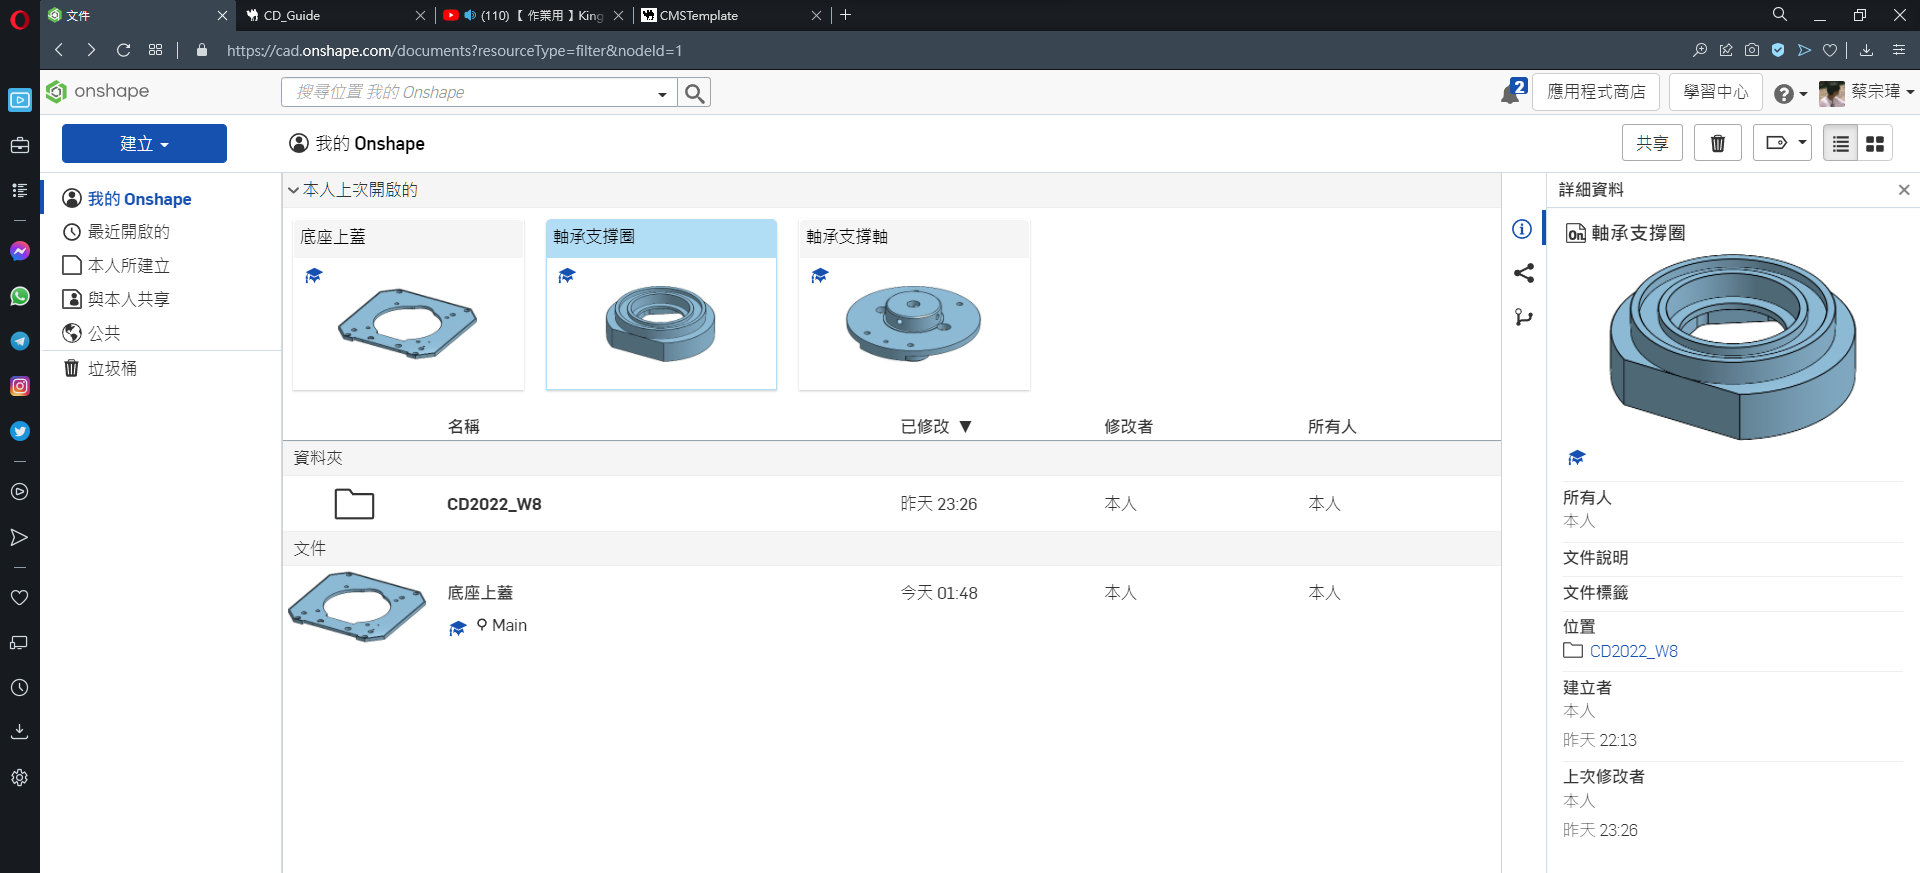 文件
CD_Guide
(110)【 作業用 】King
CMSTemplate
https://cad.onshape.com/documents?resourceType=filter&nodeId=1
onshape
搜尋位置 我的 Onshape
2
應用程式商店
學習中心
蔡宗瑋
建立
我的 Onshape
共享
我的 Onshape
最近開啟的
本人所建立
與本人共享
公共
垃圾桶
本人上次開啟的
底座上蓋
軸承支撐圈
軸承支撐軸
名稱 已修改 ▼ 修改者 所有人
資料夾
CD2022_W8 昨天 23:26 本人 本人
文件
底座上蓋 今天 01:48 本人 本人
Main
詳細資料
On 軸承支撐圈
所有人
本人
文件說明
文件標籤
位置
CD2022_W8
建立者
本人
昨天 22:13
上次修改者
本人
昨天 23:26